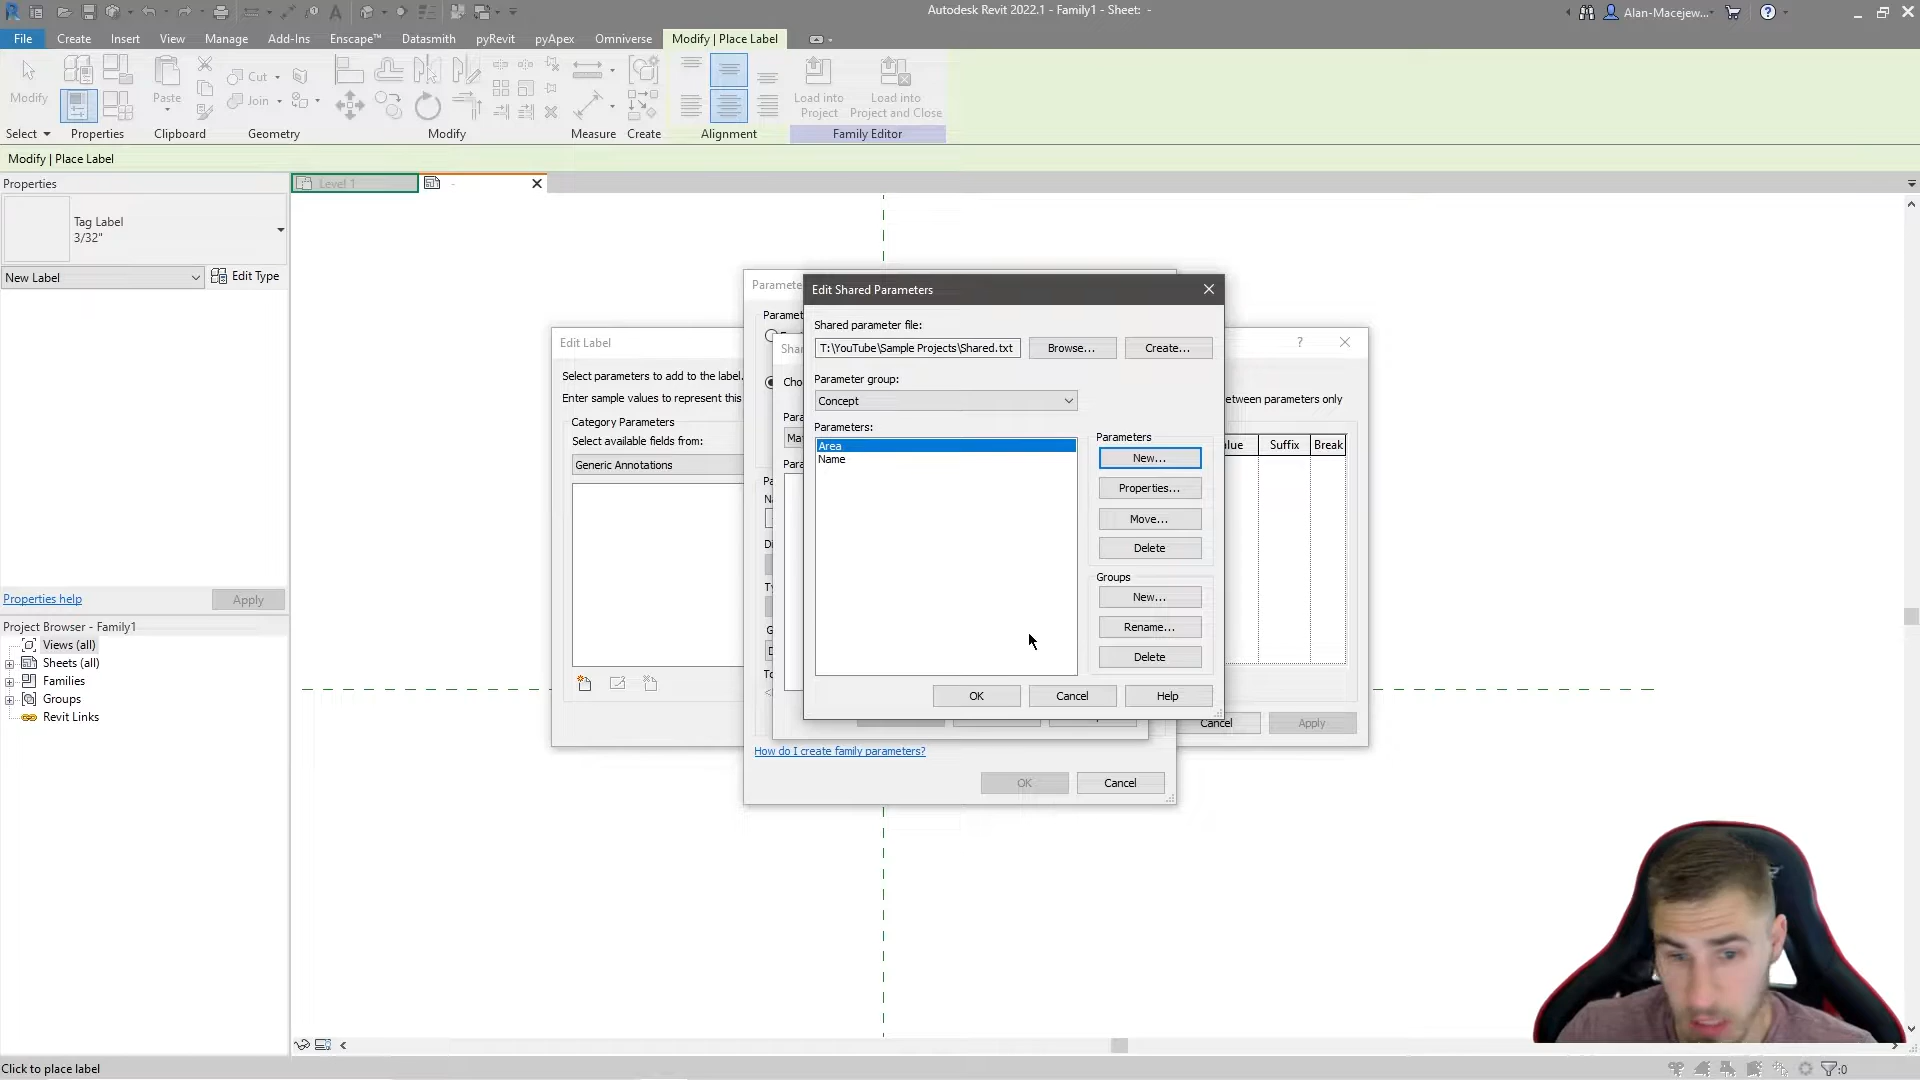 Autodesk Revit 2022.1 - Family1 - Sheet: -
Alan-Macejew...
File Create Insert View Manage Add-Ins Enscape™ Datasmith pyRevit pyApex Omniverse Modify | Place Label
Modify Paste Cut Join Load into Project Load into Project and Close
Select Properties Clipboard Geometry Modify Measure Create Alignment Family Editor
Modify | Place Label
Properties
Level 1
-
Tag Label
3/32"
New Label Edit Type
Properties help Apply
Project Browser - Family1
Views (all)
Sheets (all)
Families
Groups
Revit Links
Edit Label
Select parameters to add to the label.
Enter sample values to represent this
etween parameters only
Category Parameters
Select available fields from:
Generic Annotations
Suffix Break
Cancel Apply
How do I create family parameters?
OK Cancel
Edit Shared Parameters
Shared parameter file:
T:\YouTube\Sample Projects\Shared.txt Browse... Create...
Parameter group:
Concept
Parameters:
Area
Name
Parameters
New...
Properties...
Move...
Delete
Groups
New...
Rename...
Delete
OK Cancel Help
Click to place label
:0